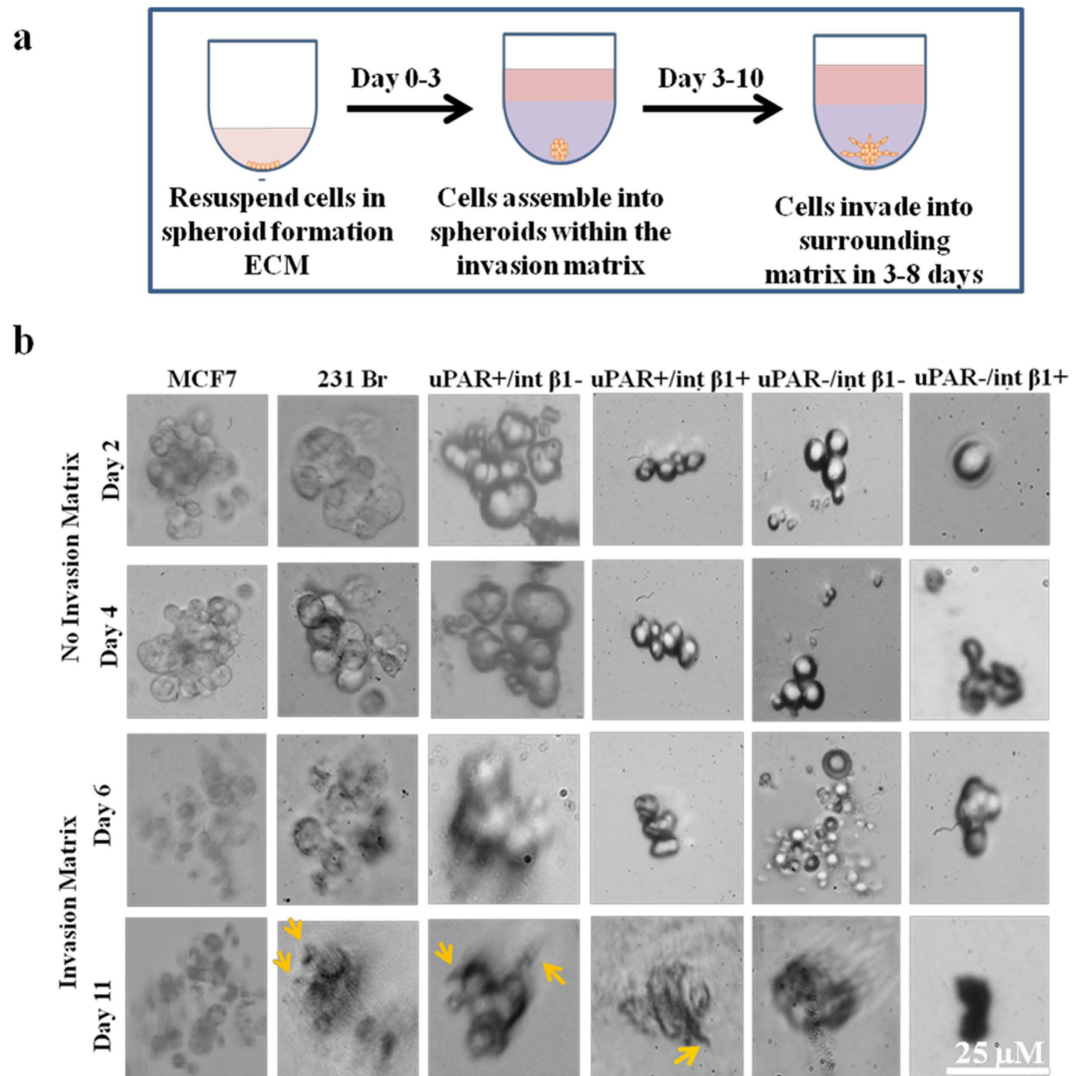 a
Day 0-3
Day 3-10
Resuspend cells in
spheroid formation
ECM
Cells assemble into
spheroids within the
invasion matrix
Cells invade into
surrounding
matrix in 3-8 days
b
MCF7
231 Br
uPAR+/int β1-
uPAR+/int β1+
uPAR-/int β1-
uPAR-/int β1+
No Invasion Matrix
Day 2
Day 4
Invasion Matrix
Day 6
Day 11
25 µM